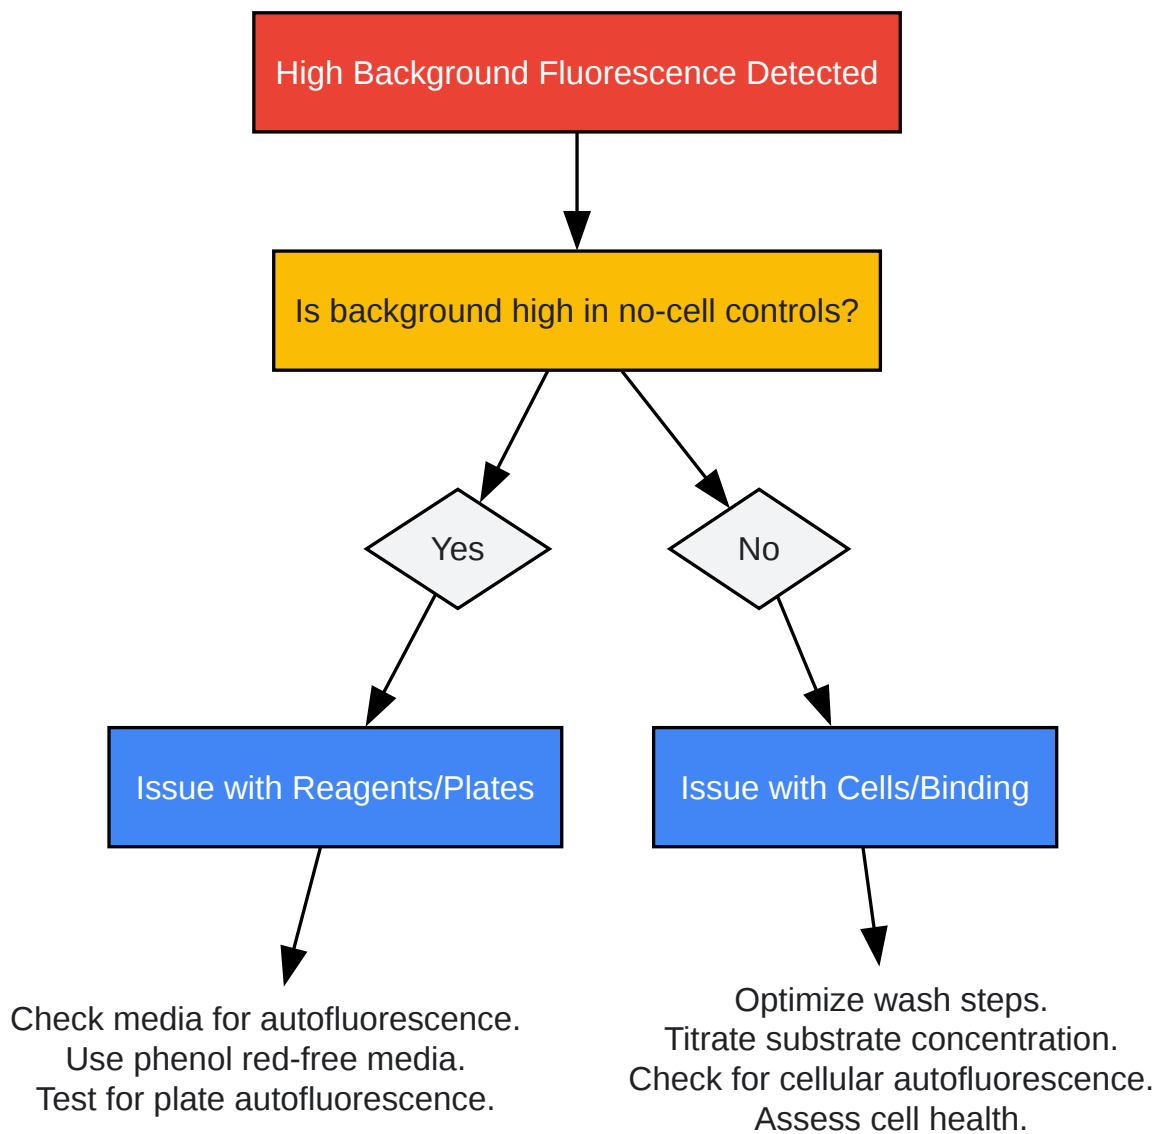 High Background Fluorescence Detected
Is background high in no-cell controls?
Yes
No
Issue with Reagents/Plates
Issue with Cells/Binding
Check media for autofluorescence.
Use phenol red-free media.
Test for plate autofluorescence.
Optimize wash steps.
Titrate substrate concentration.
Check for cellular autofluorescence.
Assess cell health.